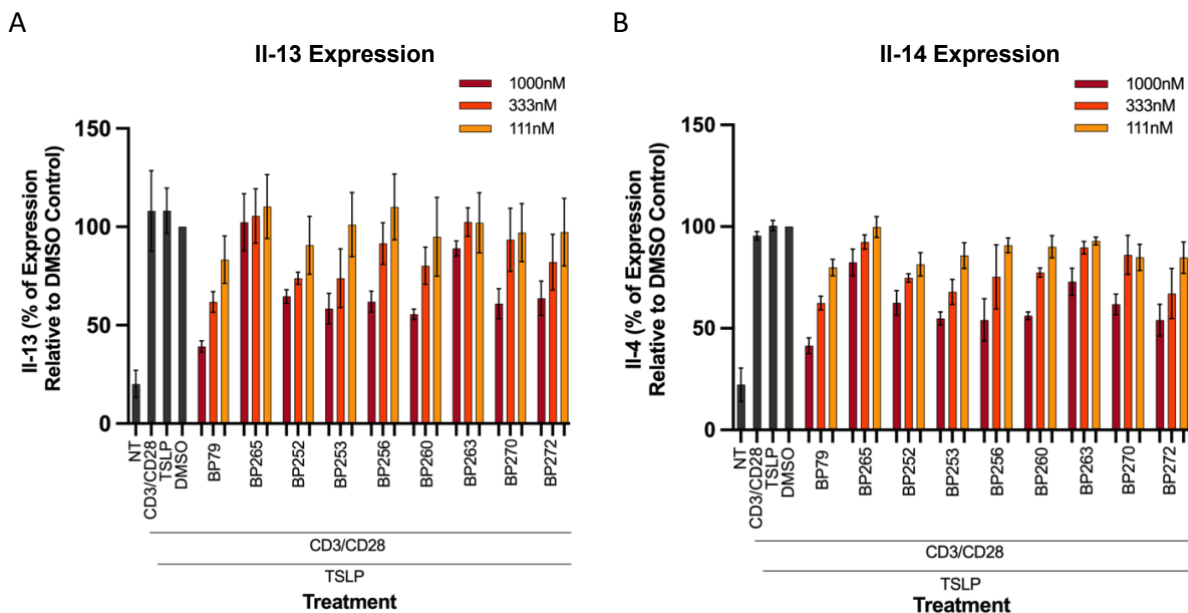 A
Il-13 Expression
1000nM
333nM
111nM
Il-13 (% of Expression
Relative to DMSO Control)
150
100
50
0
NT
CD3/CD28
TSLP
DMSO
BP79
BP265
BP252
BP253
BP256
BP260
BP263
BP270
BP272
CD3/CD28
TSLP
Treatment
B
Il-14 Expression
1000nM
333nM
111nM
Il-4 (% of Expression
Relative to DMSO Control)
150
100
50
0
NT
CD3/CD28
TSLP
DMSO
BP79
BP265
BP252
BP253
BP256
BP260
BP263
BP270
BP272
CD3/CD28
TSLP
Treatment